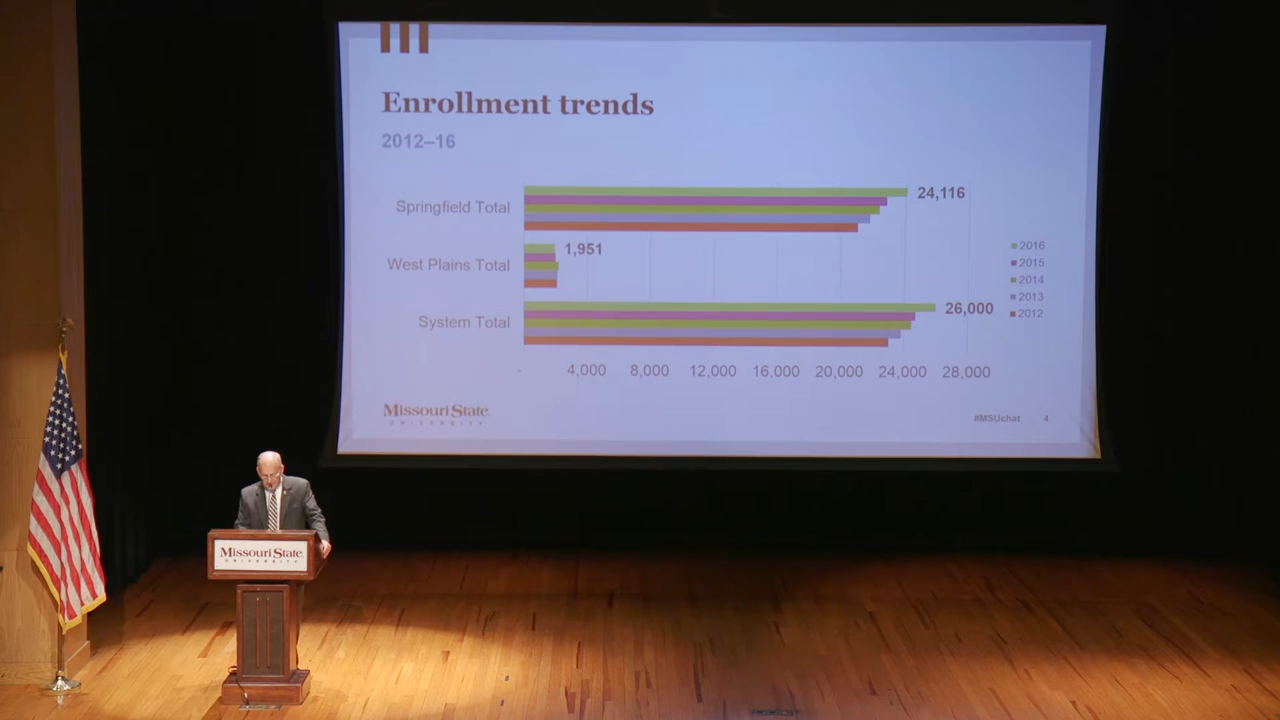 Enrollment trends
2012–16
Springfield Total
24,116
West Plains Total
1,951
System Total
26,000
2016
2015
2014
2013
2012
- 4,000 8,000 12,000 16,000 20,000 24,000 28,000
Missouri State
UNIVERSITY
#MSUchat 4
Missouri State
UNIVERSITY